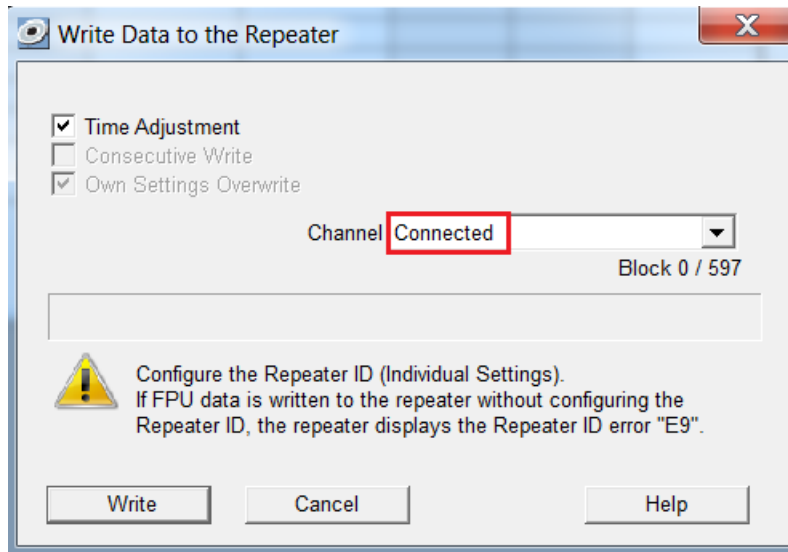 Write Data to the Repeater
Time Adjustment
Consecutive Write
Own Settings Overwrite
Channel Connected
Block 0 / 597
Configure the Repeater ID (Individual Settings).
If FPU data is written to the repeater without configuring the
Repeater ID, the repeater displays the Repeater ID error "E9".
Write Cancel Help